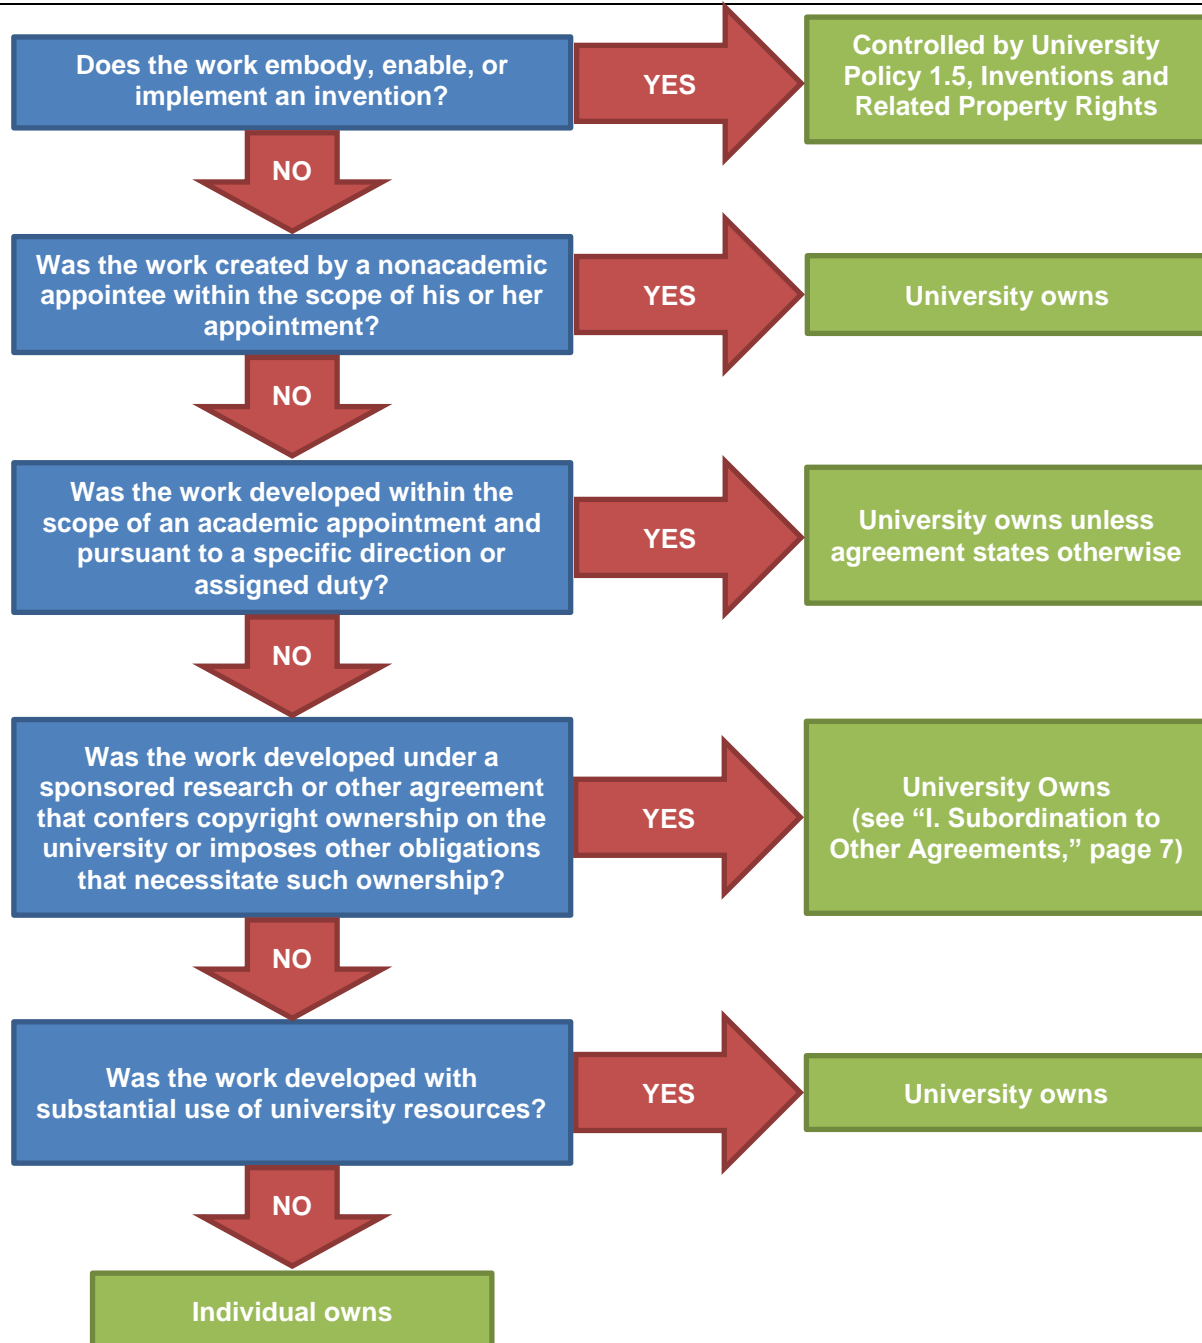 Does the work embody, enable, or
implement an invention?
YES
Controlled by University
Policy 1.5, Inventions and
Related Property Rights
NO
Was the work created by a nonacademic
appointee within the scope of his or her
appointment?
YES
University owns
NO
Was the work developed within the
scope of an academic appointment and
pursuant to a specific direction or
assigned duty?
YES
University owns unless
agreement states otherwise
NO
Was the work developed under a
sponsored research or other agreement
that confers copyright ownership on the
university or imposes other obligations
that necessitate such ownership?
YES
University Owns
(see “I. Subordination to
Other Agreements,” page 7)
NO
Was the work developed with
substantial use of university resources?
YES
University owns
NO
Individual owns